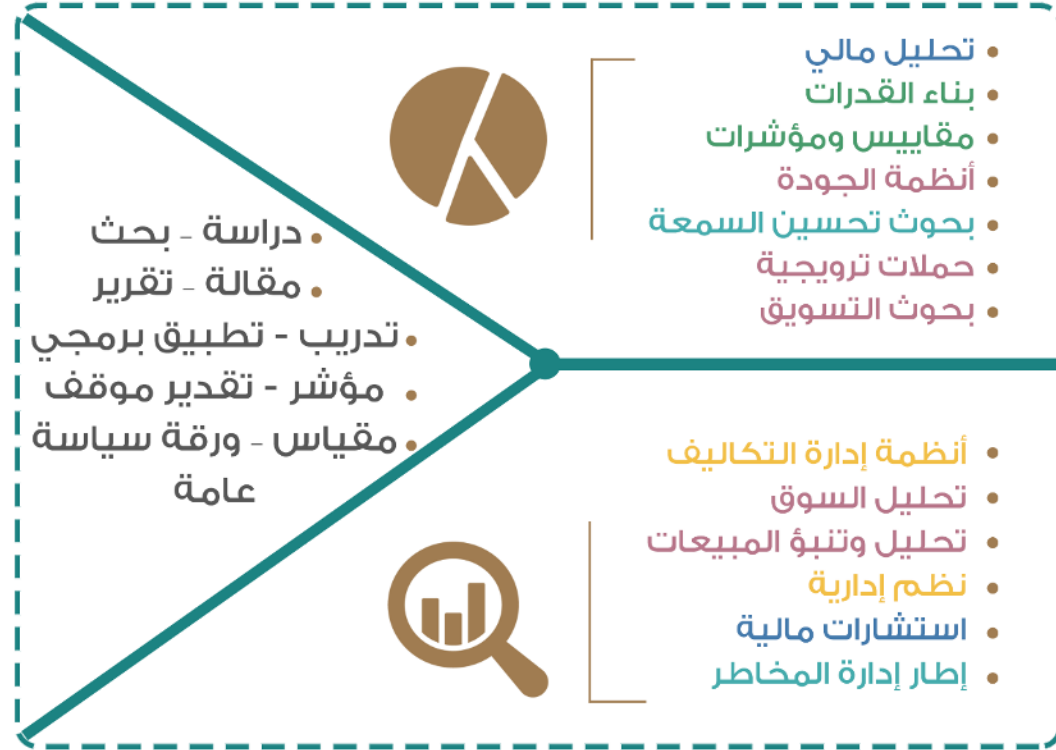 • تحليل مالي
• بناء القدرات
• مقاييس ومؤشرات
• أنظمة الجودة
• بحوث تحسين السمعة
• حملات ترويجية
• بحوث التسويق
• أنظمة إدارة التكاليف
• تحليل السوق
• تحليل وتنبؤ المبيعات
• نظم إدارية
• استشارات مالية
• إطار إدارة المخاطر
• دراسة - بحث
• مقالة - تقرير
• تدريب - تطبيق برمجي
• مؤشر - تقدير موقف
• مقياس - ورقة سياسة
عامة